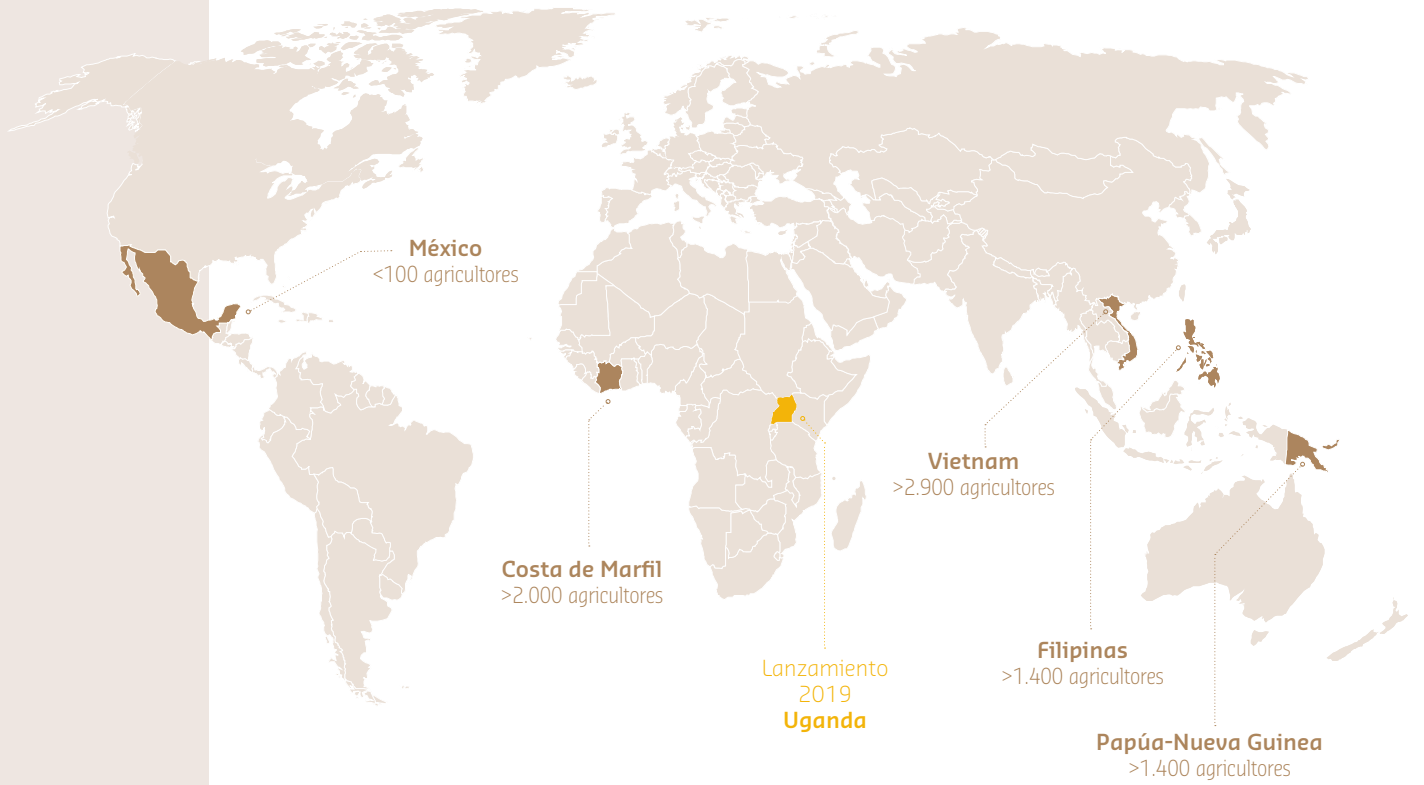 México
<100 agricultores
Vietnam
>2.900 agricultores
Costa de Marfil
>2.000 agricultores
Filipinas
>1.400 agricultores
Lanzamiento
2019
Uganda
Papúa-Nueva Guinea
>1.400 agricultores